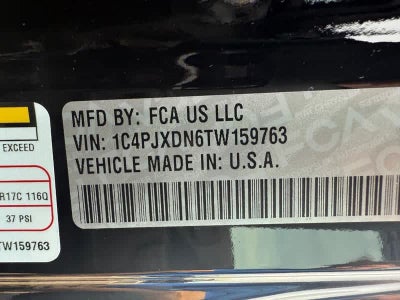 MFD BY: FCA US LLC
VIN: 1C4PJXDN6TW159763
VEHICLE MADE IN: U.S.A.
EXCEED
R17C 116Q
37 PSI
TW159763